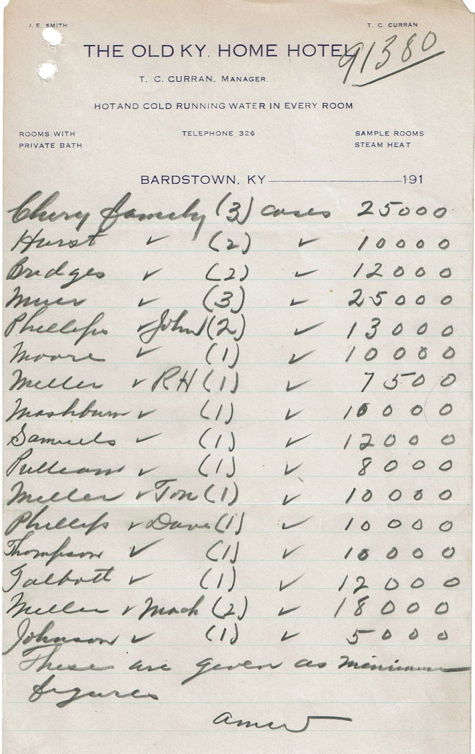 J. E. SMITH T. C. CURRAN
THE OLD KY. HOME HOTEL
91380
T. C. CURRAN, MANAGER.
HOT AND COLD RUNNING WATER IN EVERY ROOM
ROOMS WITH TELEPHONE 326 SAMPLE ROOMS
PRIVATE BATH STEAM HEAT
BARDSTOWN, KY 191
family (3) cases 25000
Hurst ✓ (2) ✓ 10000
Bridges ✓ (2) ✓ 12000
Muir ✓ (3) ✓ 25000
Phillips ✓ John (2) ✓ 13000
Moore ✓ (1) ✓ 10000
Miller ✓ RH (1) ✓ 7500
Mashburn ✓ (1) ✓ 10000
Samuels ✓ (1) ✓ 12000
Pulliam ✓ (1) ✓ 8000
Miller ✓ Tom (1) ✓ 10000
Phillips ✓ Dave (1) ✓ 10000
Thompson ✓ (1) ✓ 10000
Talbott ✓ (1) ✓ 12000
Miller ✓ Mack (2) ✓ 18000
Johnson ✓ (1) ✓ 5000
These are given as minimum
figures